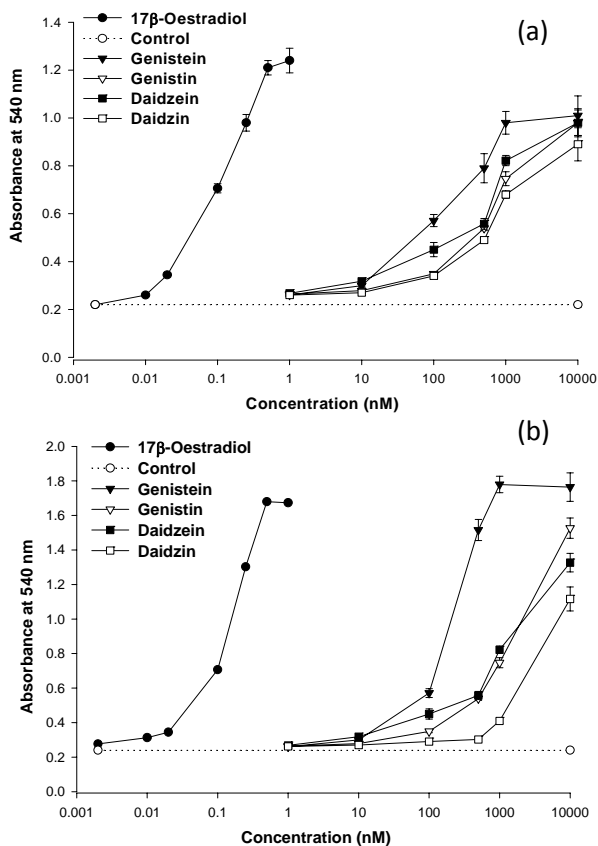 (a)
17β-Oestradiol
Control
Genistein
Genistin
Daidzein
Daidzin
Absorbance at 540 nm
1.4
1.2
1.0
0.8
0.6
0.4
0.2
0.0
0.001 0.01 0.1 1 10 100 1000 10000
Concentration (nM)
(b)
17β-Oestradiol
Control
Genistein
Genistin
Daidzein
Daidzin
Absorbance at 540 nm
2.0
1.8
1.6
1.4
1.2
1.0
0.8
0.6
0.4
0.2
0.0
0.001 0.01 0.1 1 10 100 1000 10000
Concentration (nM)